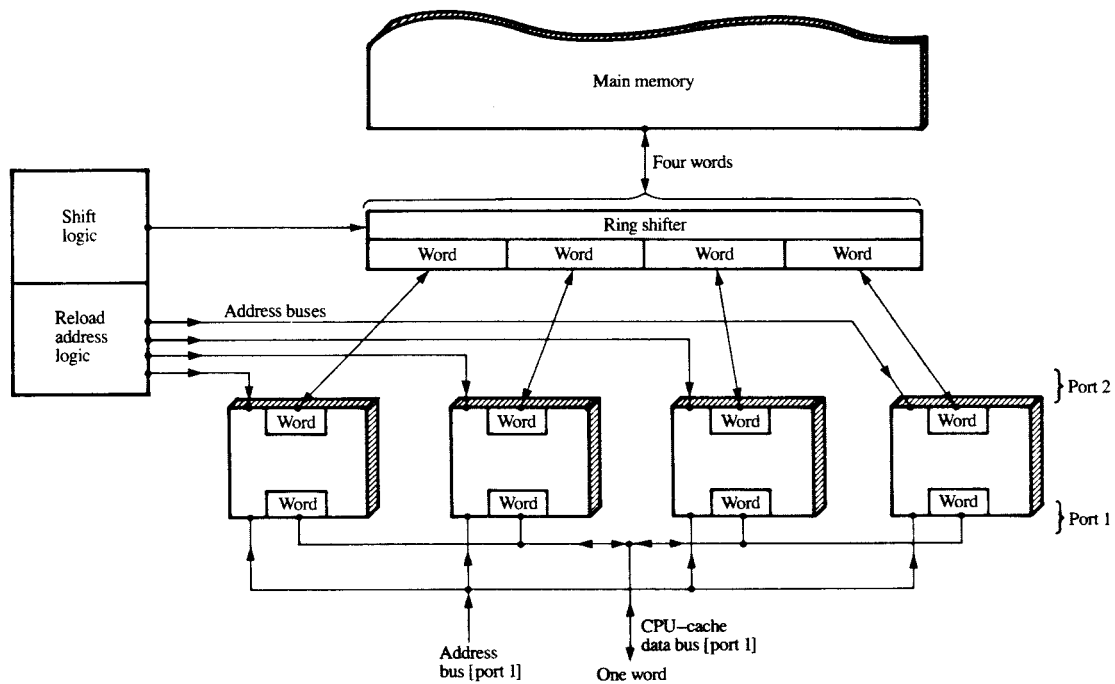 Main memory
Four words
Shift
logic
Ring shifter
Word
Word
Word
Word
Reload
address
logic
Address buses
Port 2
Word
Word
Word
Word
Word
Word
Word
Word
Port 1
Address
bus [port 1]
CPU–cache
data bus [port 1]
One word